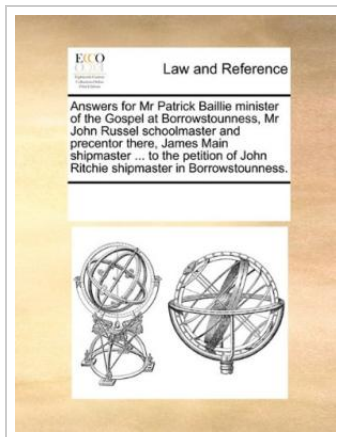 ECCO
Law and Reference
Answers for Mr Patrick Baillie minister
of the Gospel at Borrowstounness, Mr
John Russel schoolmaster and
precentor there, James Main
shipmaster ... to the petition of John
Ritchie shipmaster in Borrowstounness.